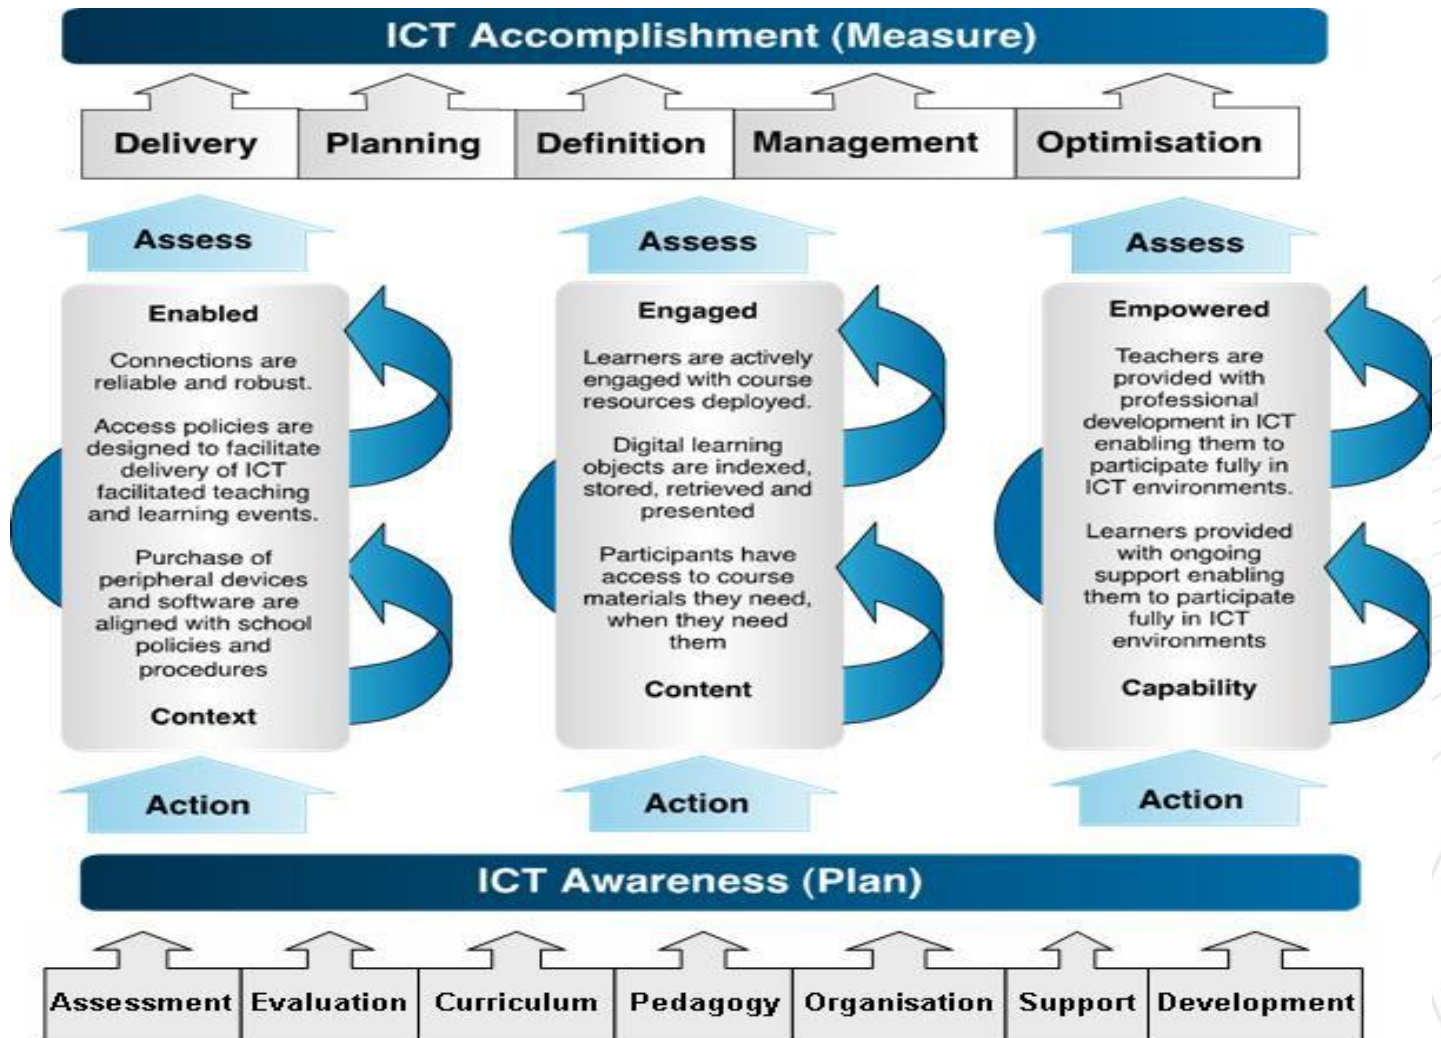 ICT Accomplishment (Measure)
Delivery
Planning
Definition
Management
Optimisation
Assess
Assess
Assess
Enabled
Connections are
reliable and robust.
Access policies are
designed to facilitate
delivery of ICT
facilitated teaching
and learning events.
Purchase of
peripheral devices
and software are
aligned with school
policies and
procedures
Context
Engaged
Learners are actively
engaged with course
resources deployed.
Digital learning
objects are indexed,
stored, retrieved and
presented
Participants have
access to course
materials they need,
when they need
them
Content
Empowered
Teachers are
provided with
professional
development in ICT
enabling them to
participate fully in
ICT environments.
Learners provided
with ongoing
support enabling
them to participate
fully in ICT
environments
Capability
Action
Action
Action
ICT Awareness (Plan)
Assessment
Evaluation
Curriculum
Pedagogy
Organisation
Support
Development